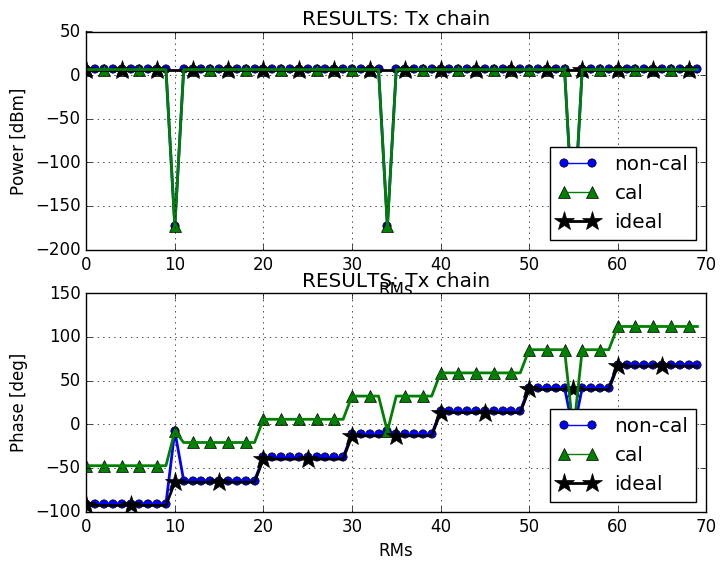 RESULTS: Tx chain
50
0
−50
−100
−150
−200
Power [dBm]
non-cal
cal
ideal
0 10 20 30 40 50 60 70
RMs
RESULTS: Tx chain
150
100
50
0
−50
−100
Phase [deg]
non-cal
cal
ideal
0 10 20 30 40 50 60 70
RMs